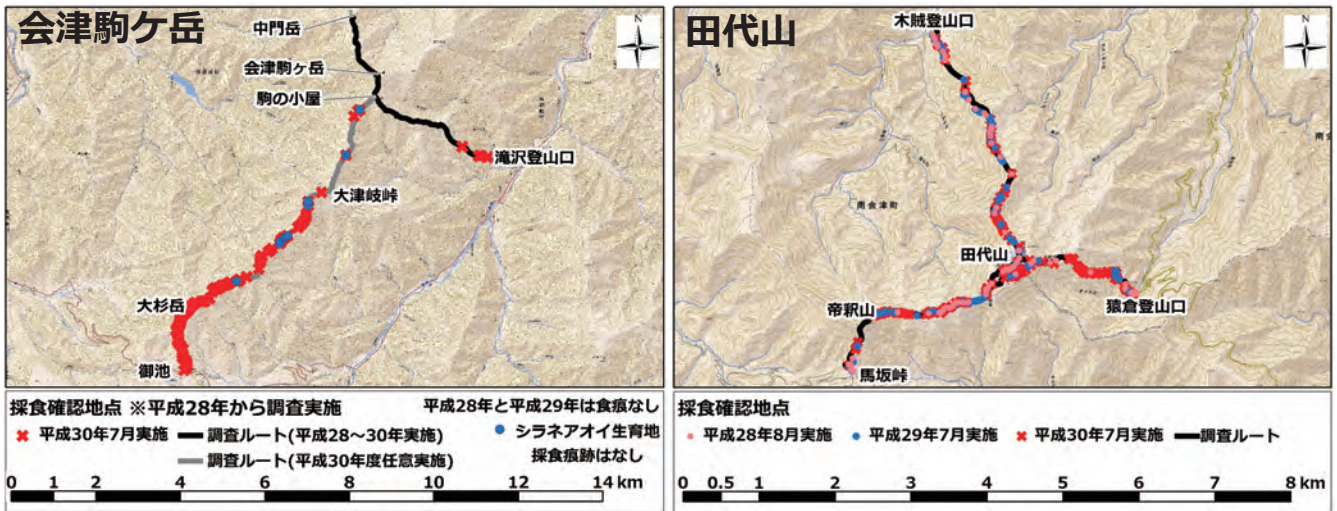 会津駒ケ岳
中門岳
会津駒ヶ岳
駒の小屋
滝沢登山口
大津岐峠
大杉岳
御池
N
採食確認地点 ※平成28年から調査実施
平成28年と平成29年は食痕なし
平成30年7月実施
調査ルート(平成28～30年実施)
シラネアオイ生育地
調査ルート(平成30年度任意実施)
採食痕跡はなし
0 1 2 4 6 8 10 12 14 km
田代山
木賊登山口
N
南会津町
田代山
猿倉登山口
帝釈山
馬坂峠
採食確認地点
平成28年8月実施 平成29年7月実施 平成30年7月実施 調査ルート
0 0.5 1 2 3 4 5 6 7 8 km